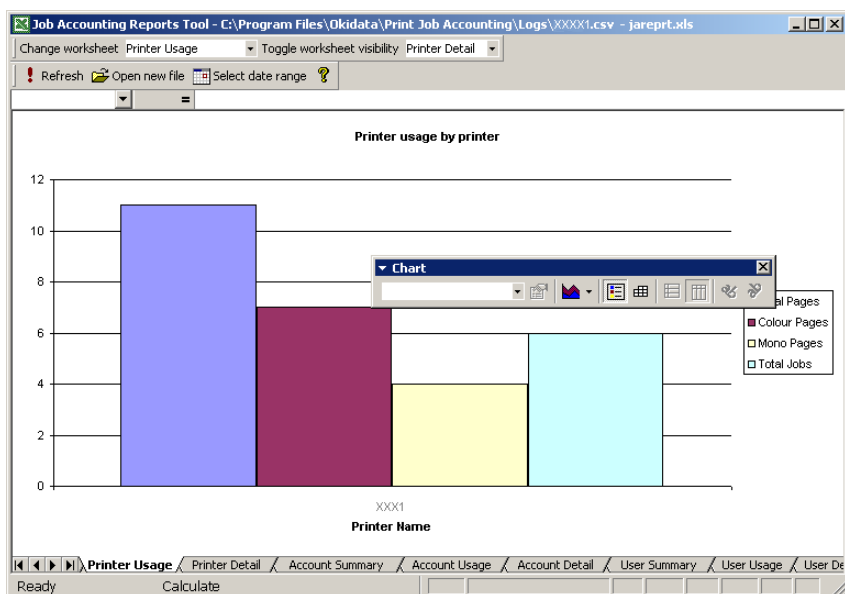 Job Accounting Reports Tool - C:\Program Files\Okidata\Print Job Accounting\Logs\XXXX1.csv - jareprt.xls
Change worksheet Printer Usage Toggle worksheet visibility Printer Detail
Refresh Open new file Select date range ?
=
Printer usage by printer
12
10
8
6
4
2
0
Chart
Pages
Colour Pages
Mono Pages
Total Jobs
XXX1
Printer Name
Printer Usage Printer Detail Account Summary Account Usage Account Detail User Summary User Usage User De
Ready Calculate